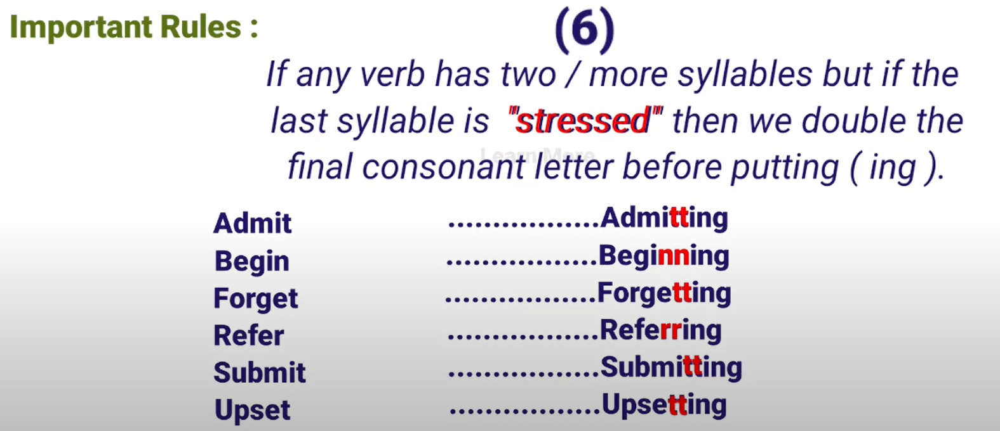 Important Rules :
(6)
If any verb has two / more syllables but if the
last syllable is "stressed" then we double the
Learn More
final consonant letter before putting ( ing ).
Admit .................Admitting
Begin .................Beginning
Forget .................Forgetting
Refer .................Referring
Submit .................Submitting
Upset .................Upsetting